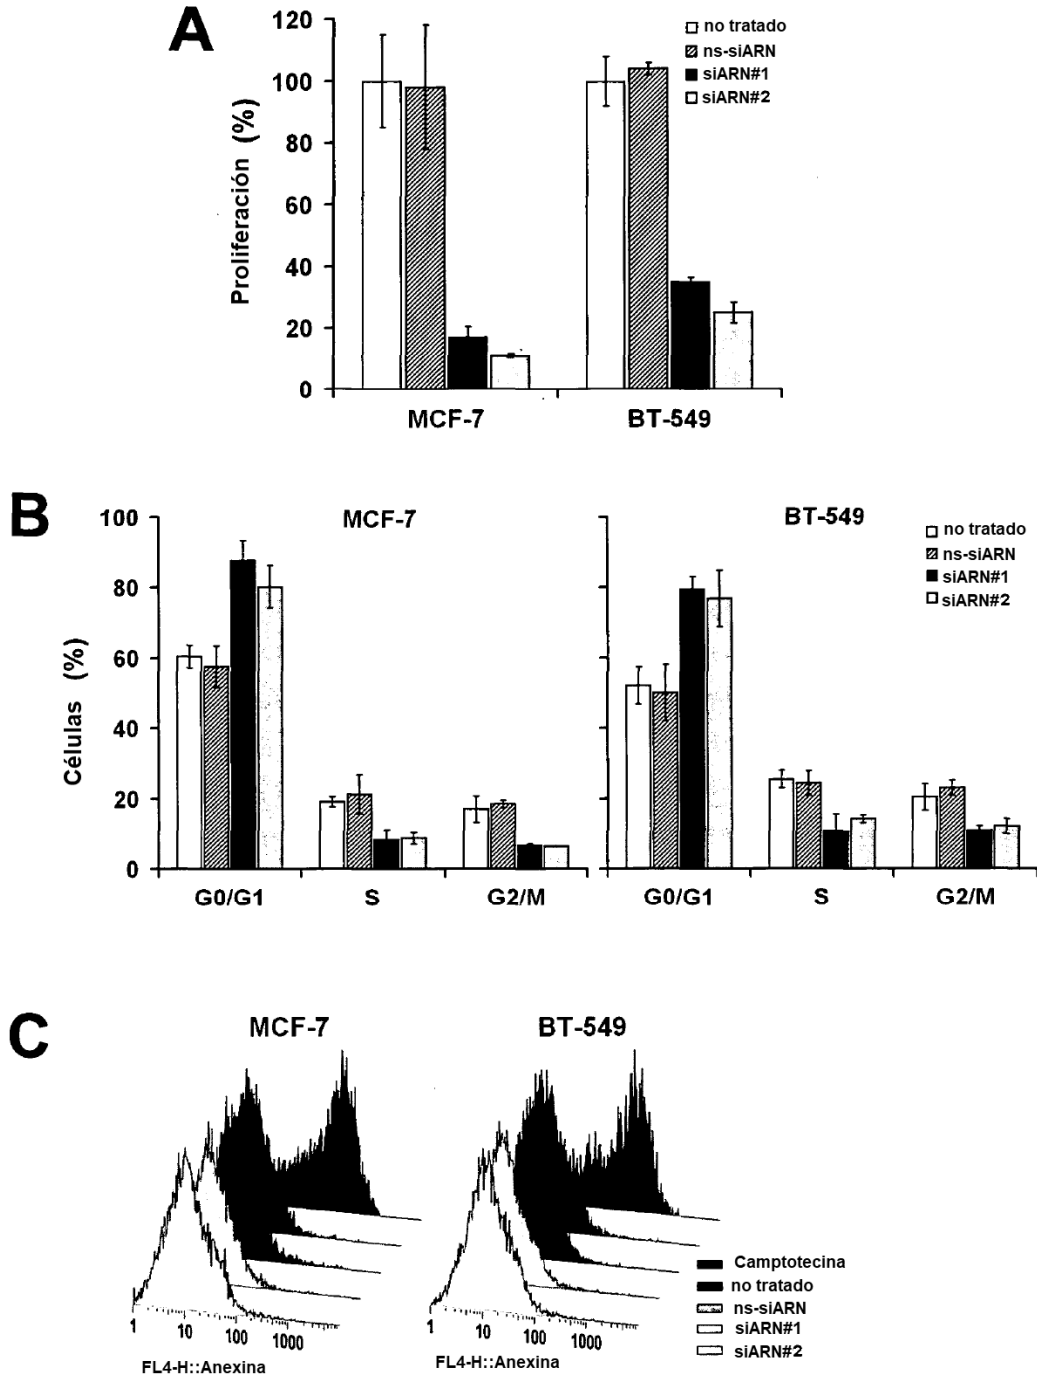 A
Proliferación (%)
120
100
80
60
40
20
0
no tratado
ns-siARN
siARN#1
siARN#2
MCF-7
BT-549
B
Células (%)
100
80
60
40
20
0
MCF-7
BT-549
no tratado
ns-siARN
siARN#1
siARN#2
G0/G1
S
G2/M
G0/G1
S
G2/M
C
MCF-7
BT-549
Camptotecina
no tratado
ns-siARN
siARN#1
siARN#2
1
10
100
1000
1
10
100
1000
FL4-H::Anexina
FL4-H::Anexina